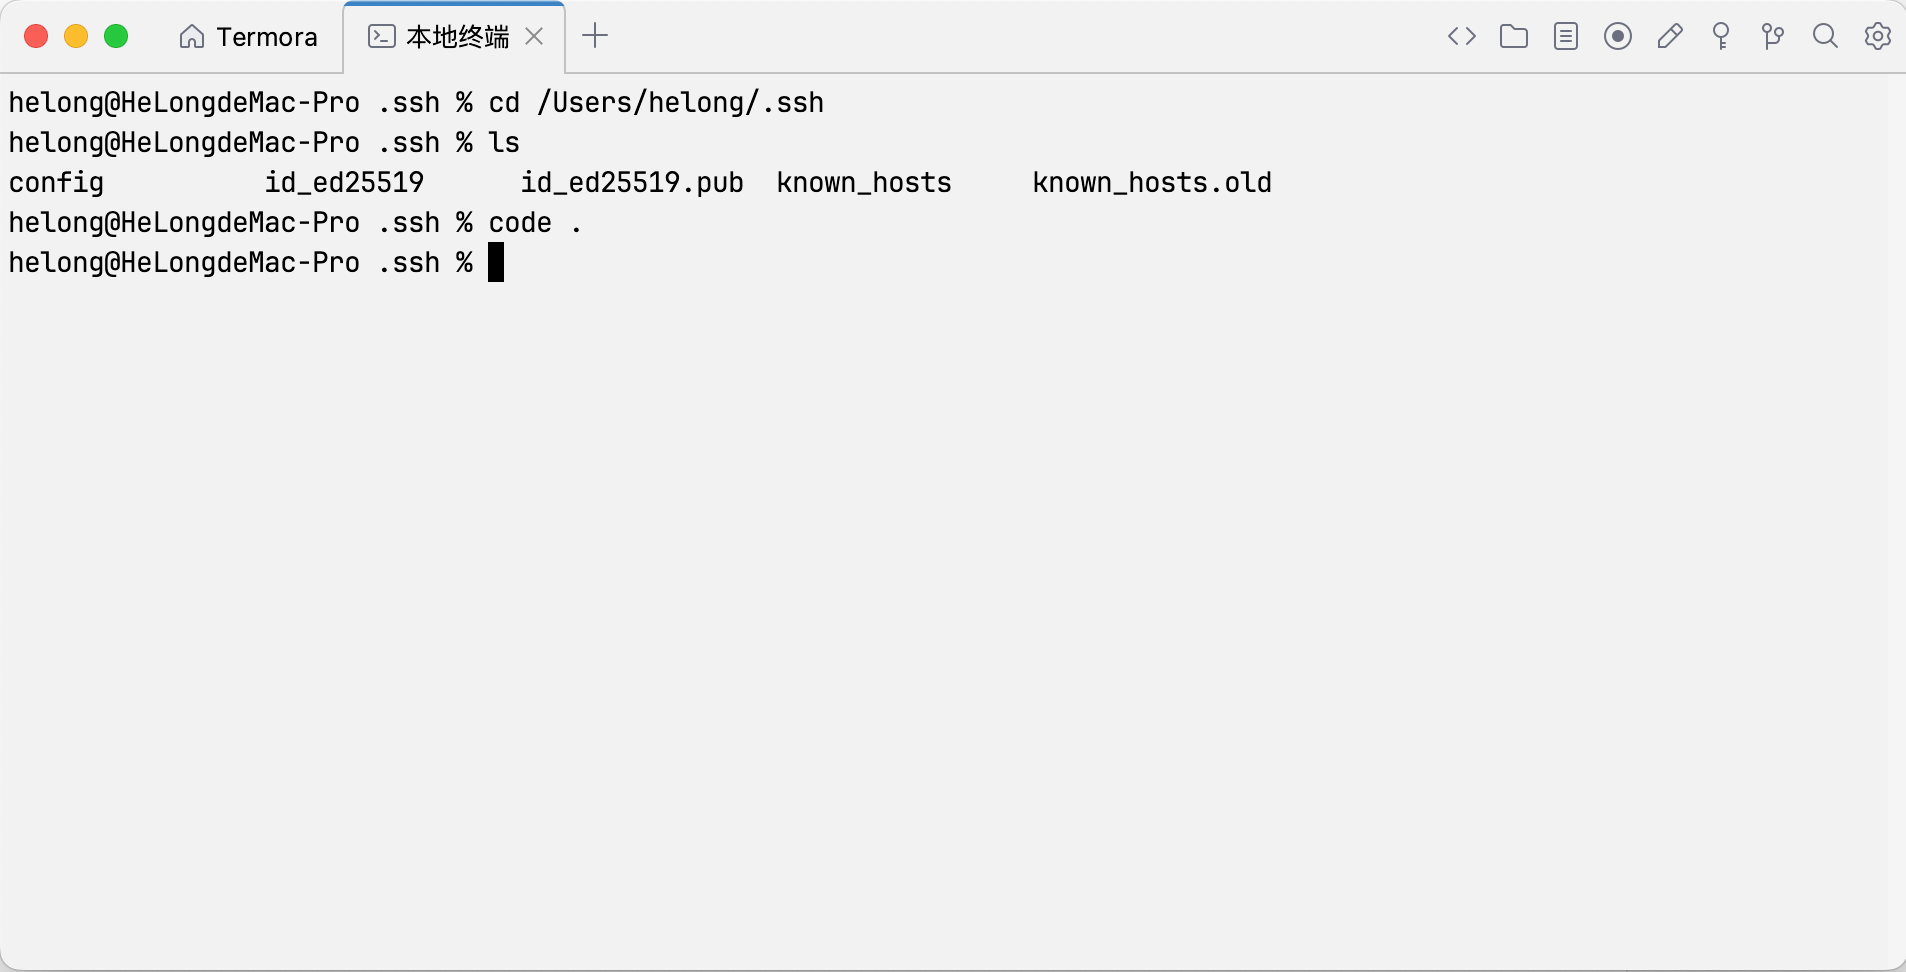 Termora 本地终端
helong@HeLongdeMac-Pro .ssh % cd /Users/helong/.ssh
helong@HeLongdeMac-Pro .ssh % ls
config id_ed25519 id_ed25519.pub known_hosts known_hosts.old
helong@HeLongdeMac-Pro .ssh % code .
helong@HeLongdeMac-Pro .ssh %